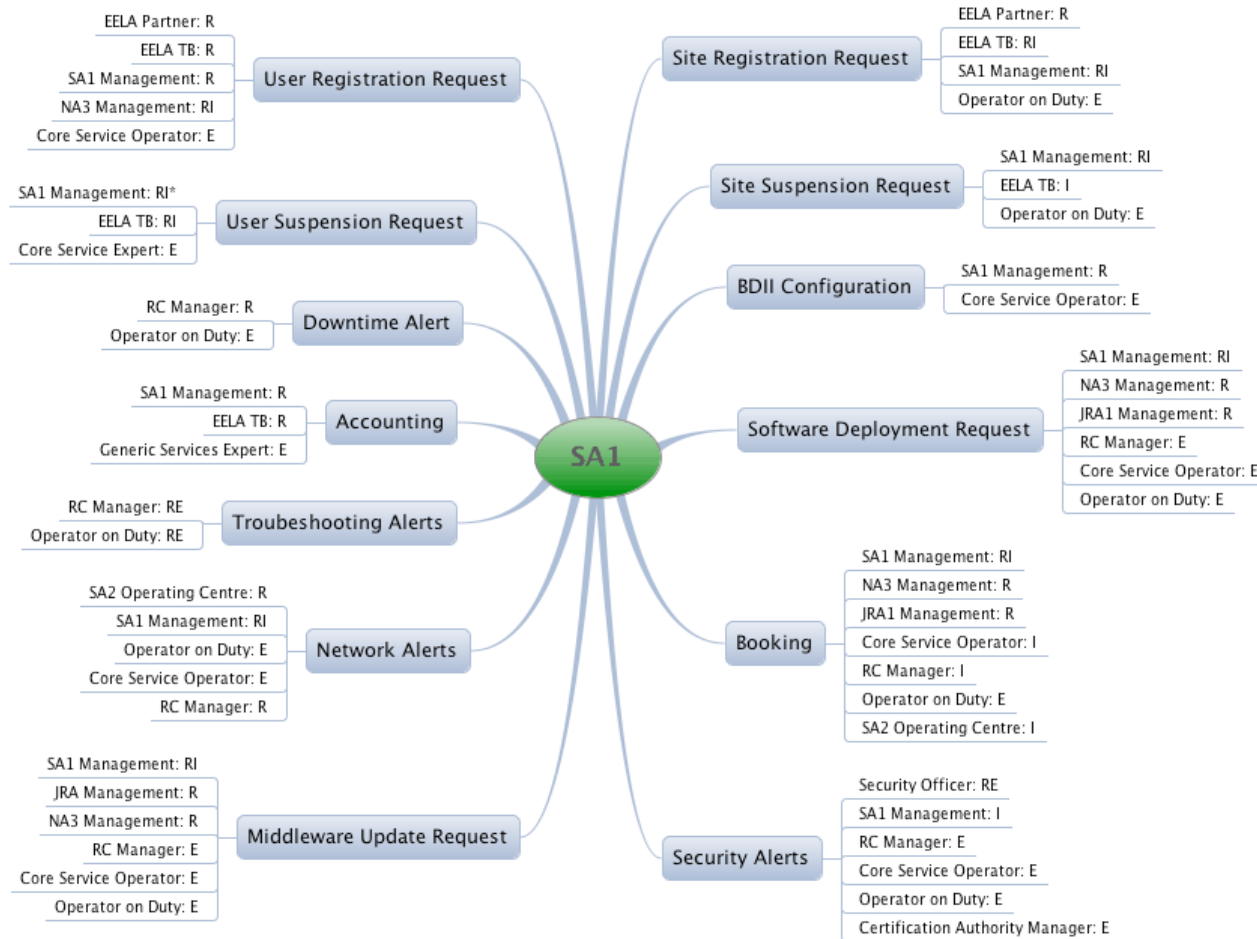 EELA Partner: R
EELA TB: R
SA1 Management: R
NA3 Management: RI
Core Service Operator: E
User Registration Request
SA1 Management: RI*
EELA TB: RI
Core Service Expert: E
User Suspension Request
RC Manager: R
Operator on Duty: E
Downtime Alert
SA1 Management: R
EELA TB: R
Generic Services Expert: E
Accounting
RC Manager: RE
Operator on Duty: RE
Troubeshooting Alerts
SA2 Operating Centre: R
SA1 Management: RI
Operator on Duty: E
Core Service Operator: E
RC Manager: R
Network Alerts
SA1 Management: RI
JRA Management: R
NA3 Management: R
RC Manager: E
Core Service Operator: E
Operator on Duty: E
Middleware Update Request
SA1
Site Registration Request
EELA Partner: R
EELA TB: RI
SA1 Management: RI
Operator on Duty: E
Site Suspension Request
SA1 Management: RI
EELA TB: I
Operator on Duty: E
BDII Configuration
SA1 Management: R
Core Service Operator: E
Software Deployment Request
SA1 Management: RI
NA3 Management: R
JRA1 Management: R
RC Manager: E
Core Service Operator: E
Operator on Duty: E
Booking
SA1 Management: RI
NA3 Management: R
JRA1 Management: R
Core Service Operator: I
RC Manager: I
Operator on Duty: E
SA2 Operating Centre: I
Security Alerts
Security Officer: RE
SA1 Management: I
RC Manager: E
Core Service Operator: E
Operator on Duty: E
Certification Authority Manager: E